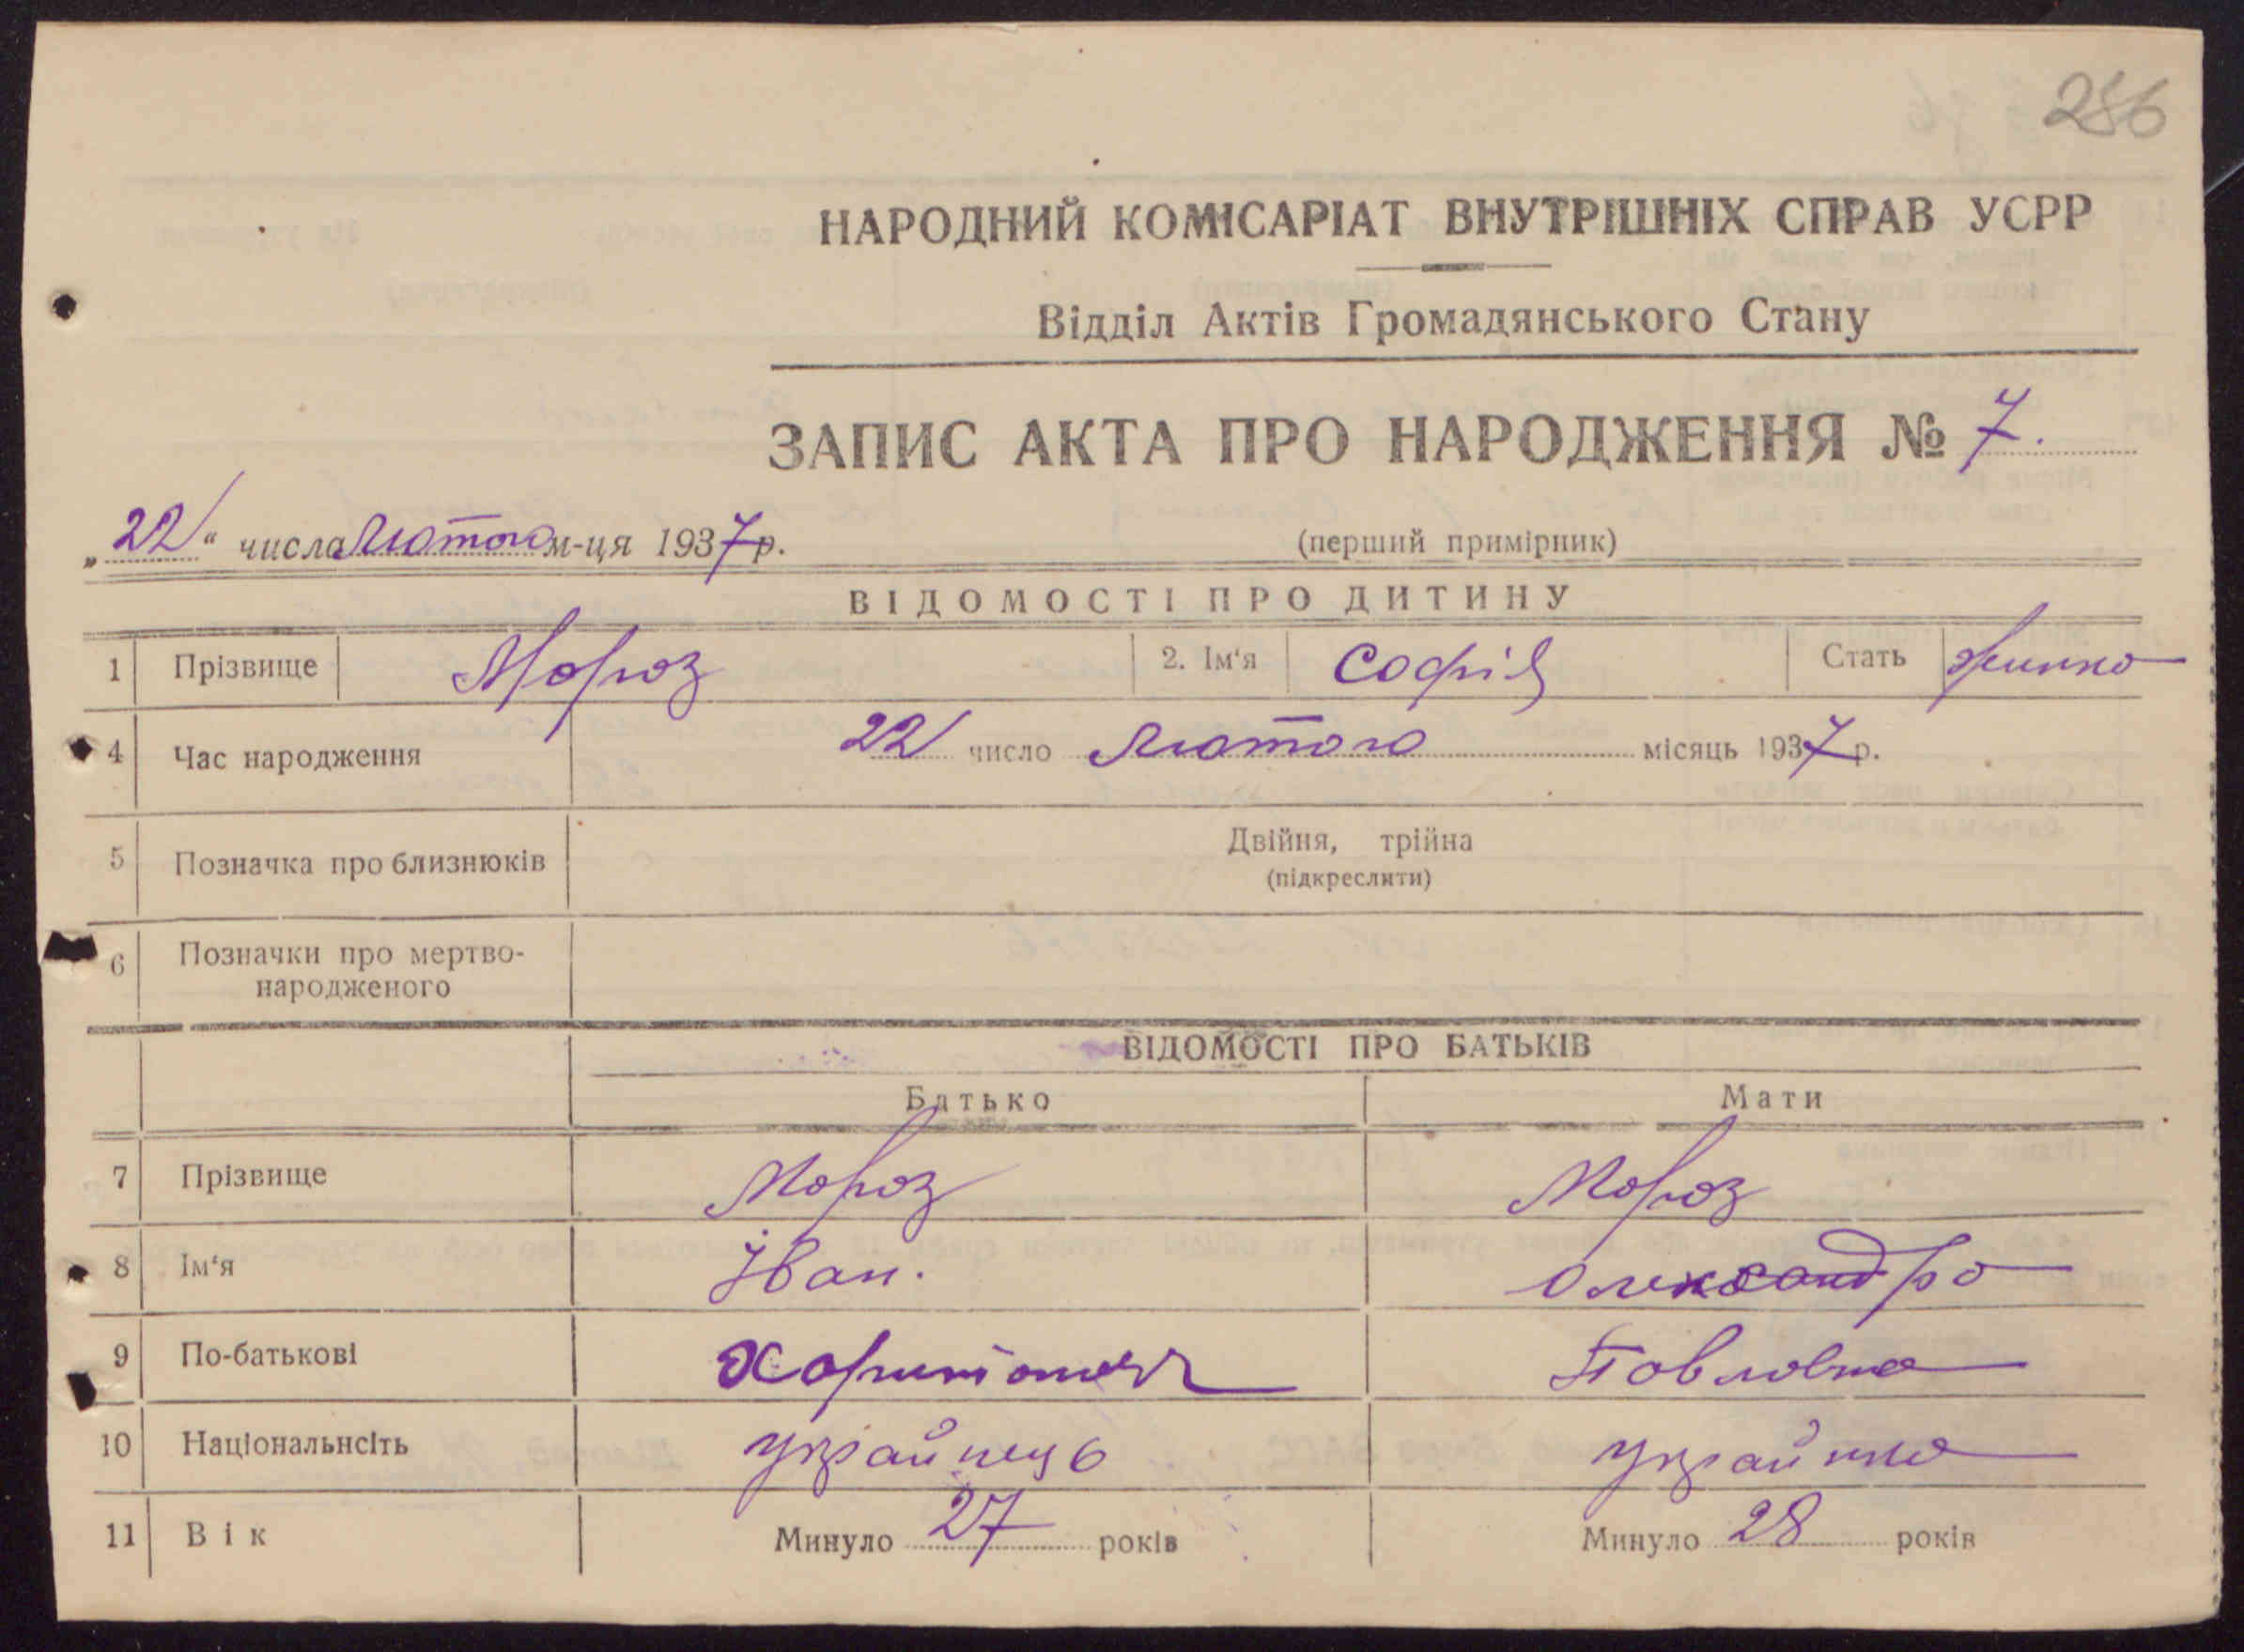 286
НАРОДНИЙ КОМІСАРІАТ ВНУТРІШНІХ СПРАВ УСРР
Відділ Актів Громадянського Стану
ЗАПИС АКТА ПРО НАРОДЖЕННЯ № 7.
„22“ числа Лютого м-ця 1937 р. (перший примірник)
ВІДОМОСТІ ПРО ДИТИНУ
1 Прізвище Мороз 2. Ім‘я Софія Стать жинка
4 Час народження 22 число Лютого місяць 1937 р.
5 Позначка про близнюків Двійня, трійна
(підкреслити)
6 Позначки про мертво-
народженого
ВІДОМОСТІ ПРО БАТЬКІВ
Батько Мати
7 Прізвище Мороз Мороз
8 Ім‘я Іван. Олександра
9 По-батькові Харитонович Павловна
10 Національнсіть українець українка
11 Вік Минуло 27 років Минуло 28 років